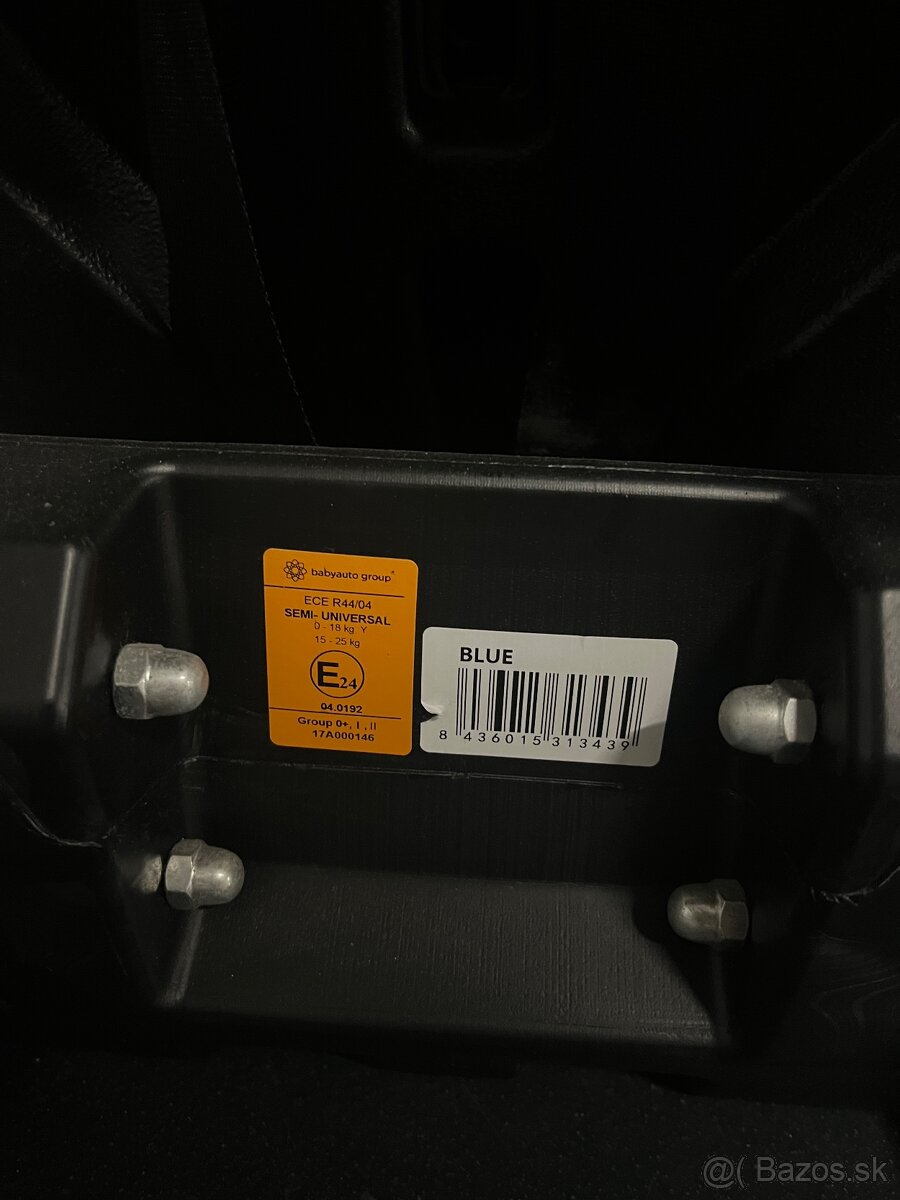 babyauto group
ECE R44/04
SEMI- UNIVERSAL
0 - 18 kg Y
15 - 25 kg
E24
04.0192
Group 0+, I , II
17A000146
BLUE
8 436015 313439
@( Bazos.sk